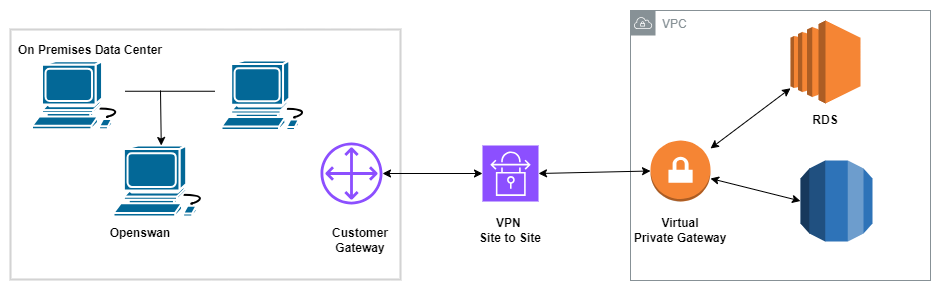 On Premises Data Center
Openswan
Customer
Gateway
VPN
Site to Site
VPC
Virtual
Private Gateway
RDS